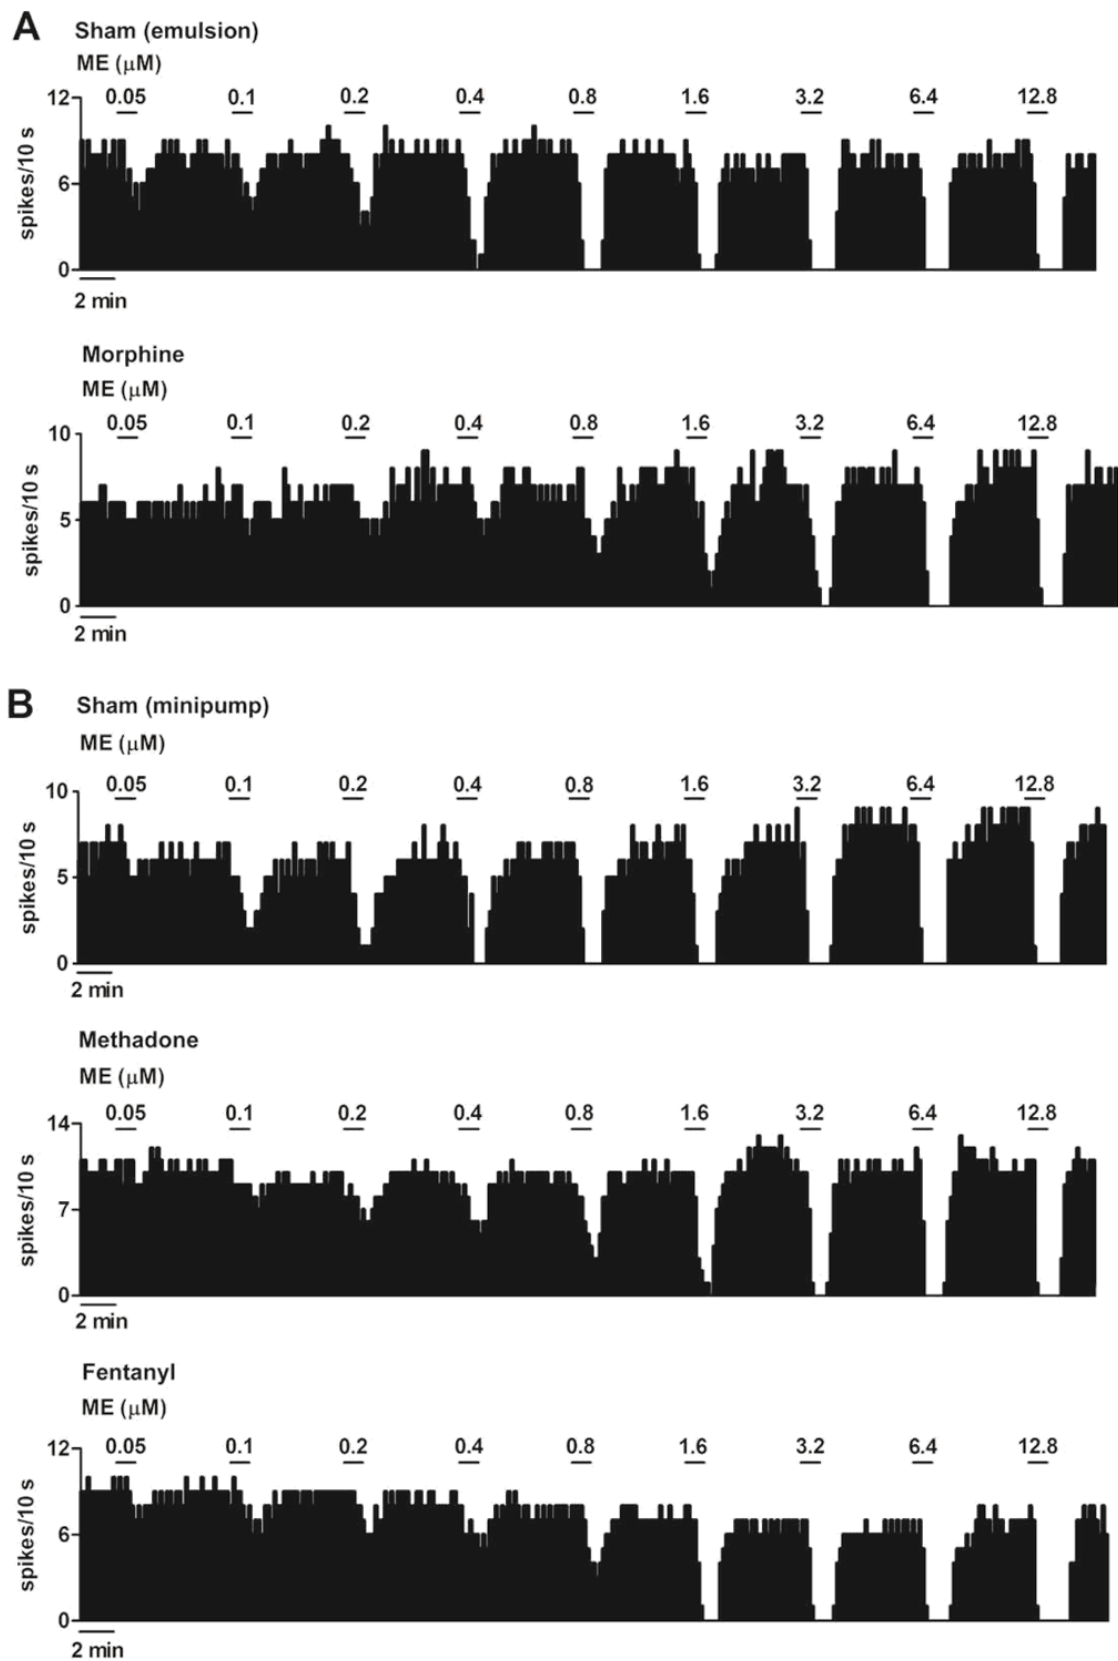 A
Sham (emulsion)
ME (μM)
0.05 0.1 0.2 0.4 0.8 1.6 3.2 6.4 12.8
12
6
0
spikes/10 s
2 min
Morphine
ME (μM)
0.05 0.1 0.2 0.4 0.8 1.6 3.2 6.4 12.8
10
5
0
spikes/10 s
2 min
B
Sham (minipump)
ME (μM)
0.05 0.1 0.2 0.4 0.8 1.6 3.2 6.4 12.8
10
5
0
spikes/10 s
2 min
Methadone
ME (μM)
0.05 0.1 0.2 0.4 0.8 1.6 3.2 6.4 12.8
14
7
0
spikes/10 s
2 min
Fentanyl
ME (μM)
0.05 0.1 0.2 0.4 0.8 1.6 3.2 6.4 12.8
12
6
0
spikes/10 s
2 min